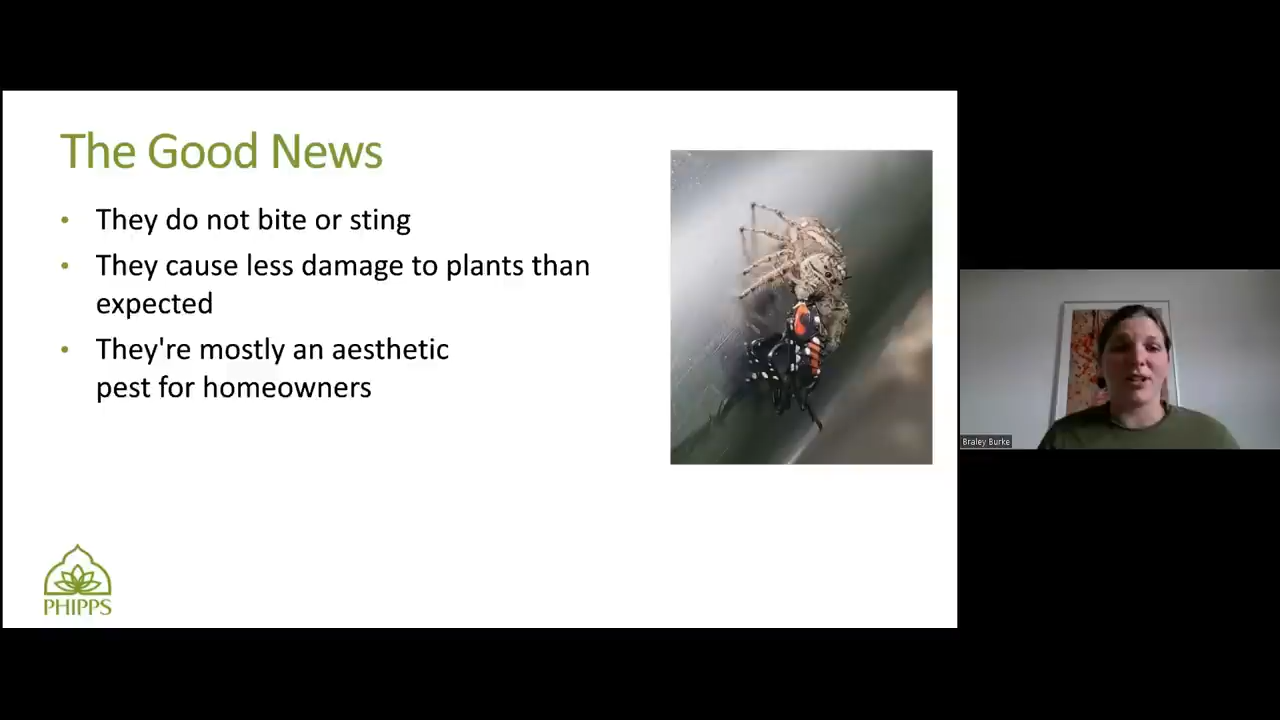 The Good News
• They do not bite or sting
• They cause less damage to plants than
expected
• They're mostly an aesthetic
pest for homeowners
PHIPPS
Braley Burke